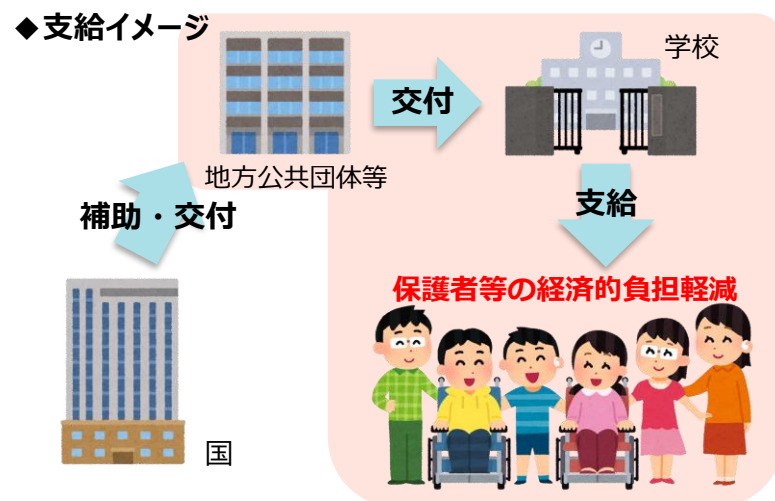 ◆支給イメージ
学校
交付
地方公共団体等
補助・交付
支給
保護者等の経済的負担軽減
国